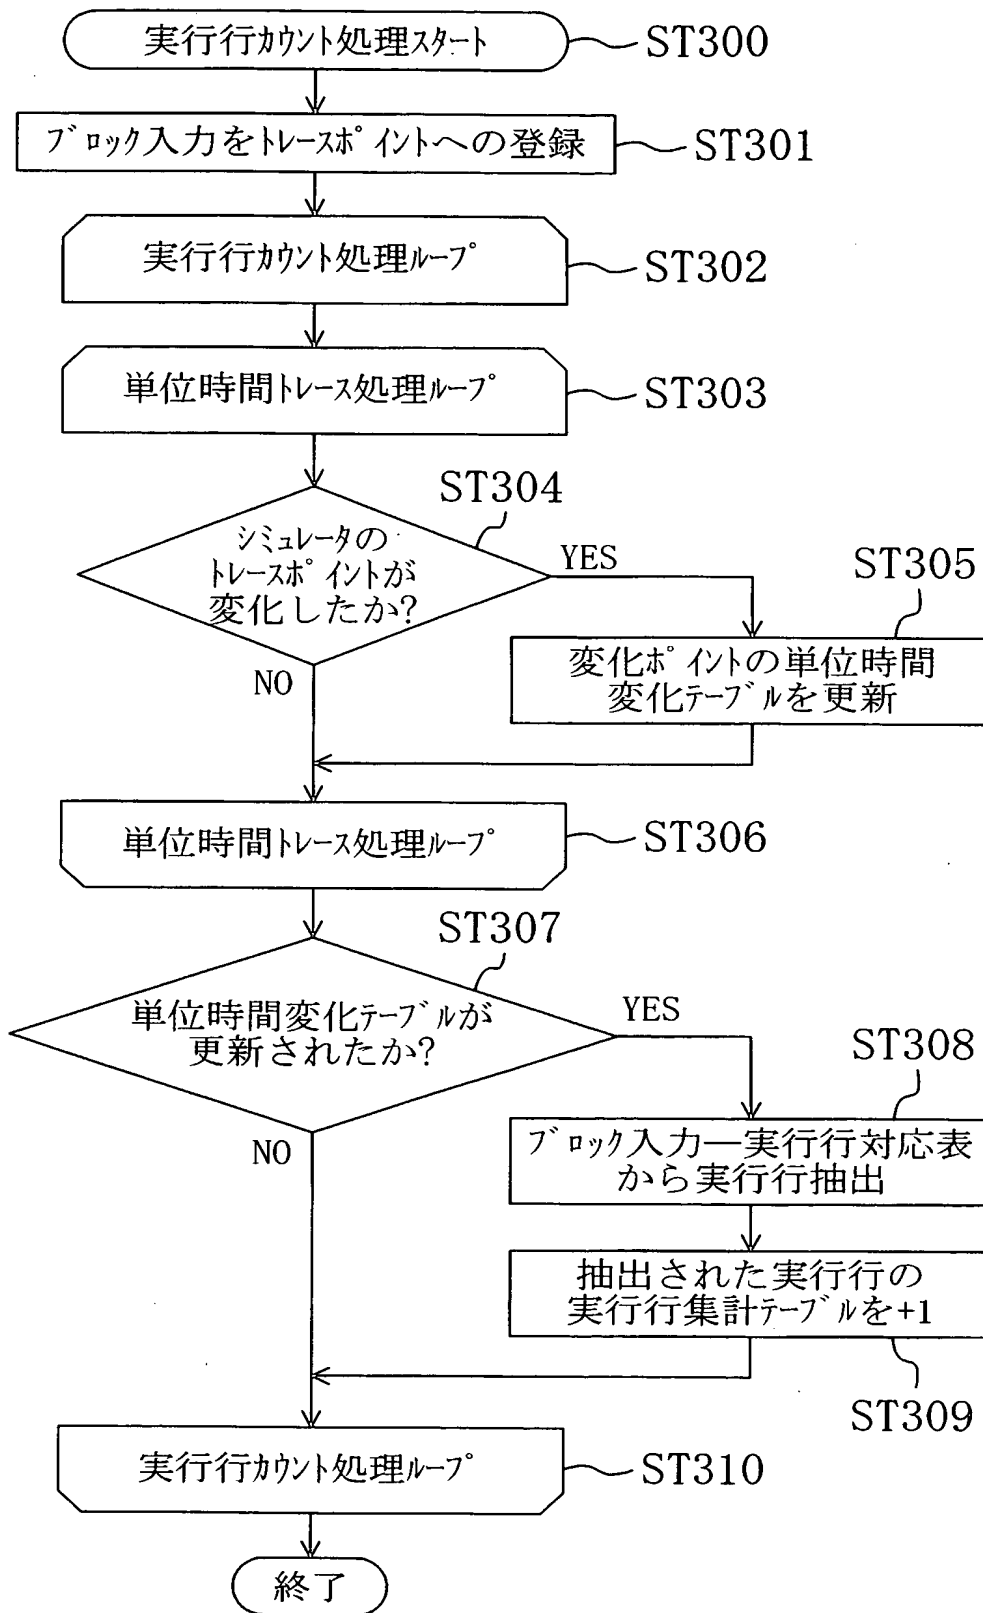 実行行カウント処理スタート
ST300
ブロック入力をトレースポイントへの登録
ST301
実行行カウント処理ループ
ST302
単位時間トレース処理ループ
ST303
ST304
シミュレータの
トレースポイントが
変化したか?
YES
NO
ST305
変化ポイントの単位時間
変化テーブルを更新
単位時間トレース処理ループ
ST306
ST307
単位時間変化テーブルが
更新されたか?
YES
NO
ST308
ブロック入力―実行行対応表
から実行行抽出
抽出された実行行の
実行行集計テーブルを+1
ST309
実行行カウント処理ループ
ST310
終了